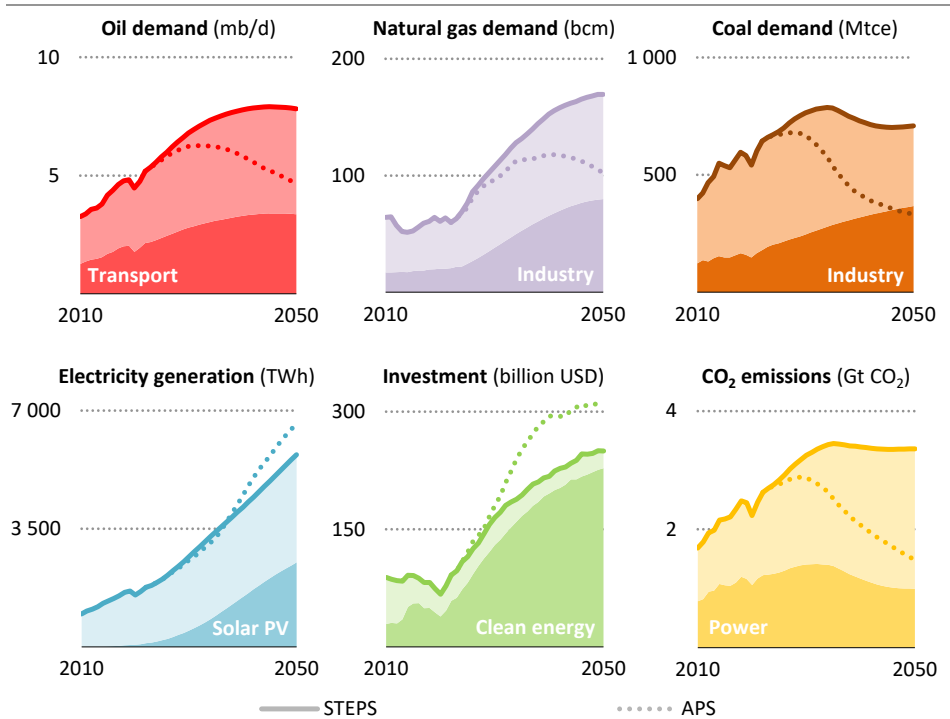 Oil demand (mb/d)
10
5
Transport
2010 2050
Natural gas demand (bcm)
200
100
Industry
2010 2050
Coal demand (Mtce)
1 000
500
Industry
2010 2050
Electricity generation (TWh)
7 000
3 500
Solar PV
2010 2050
Investment (billion USD)
300
150
Clean energy
2010 2050
CO₂ emissions (Gt CO₂)
4
2
Power
2010 2050
STEPS APS